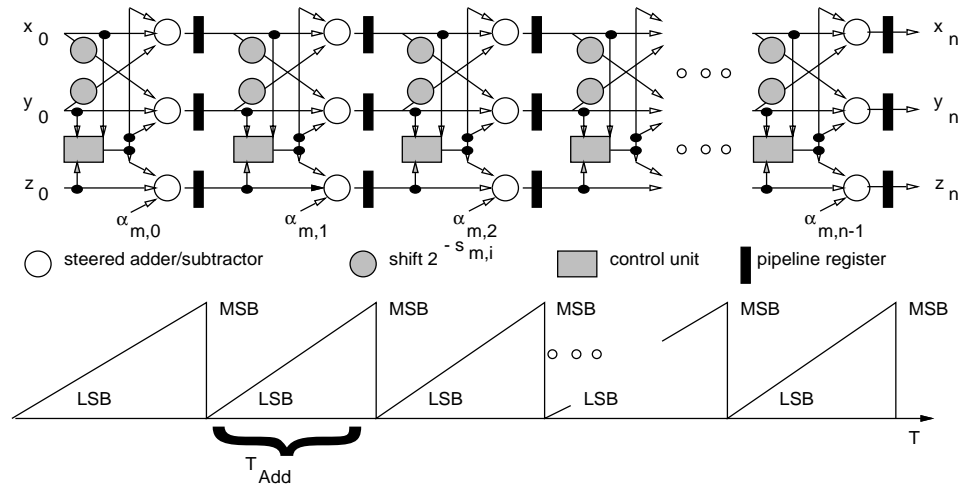 x 0
x n
y 0
y n
z 0
z n
α m,0
α m,1
α m,2
α m,n-1
steered adder/subtractor
shift 2 - s m,i
control unit
pipeline register
MSB
MSB
MSB
MSB
LSB
LSB
LSB
LSB
LSB
T
T Add